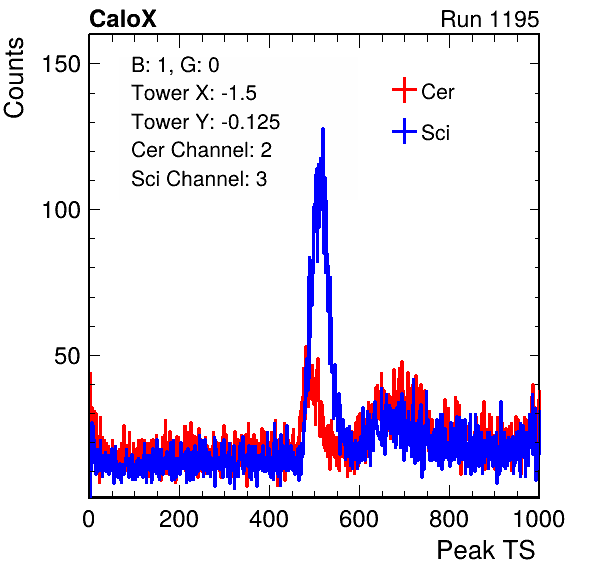 CaloX Run 1195
Counts
B: 1, G: 0
Tower X: -1.5
Tower Y: -0.125
Cer Channel: 2
Sci Channel: 3
Cer
Sci
150
100
50
0 200 400 600 800 1000
Peak TS